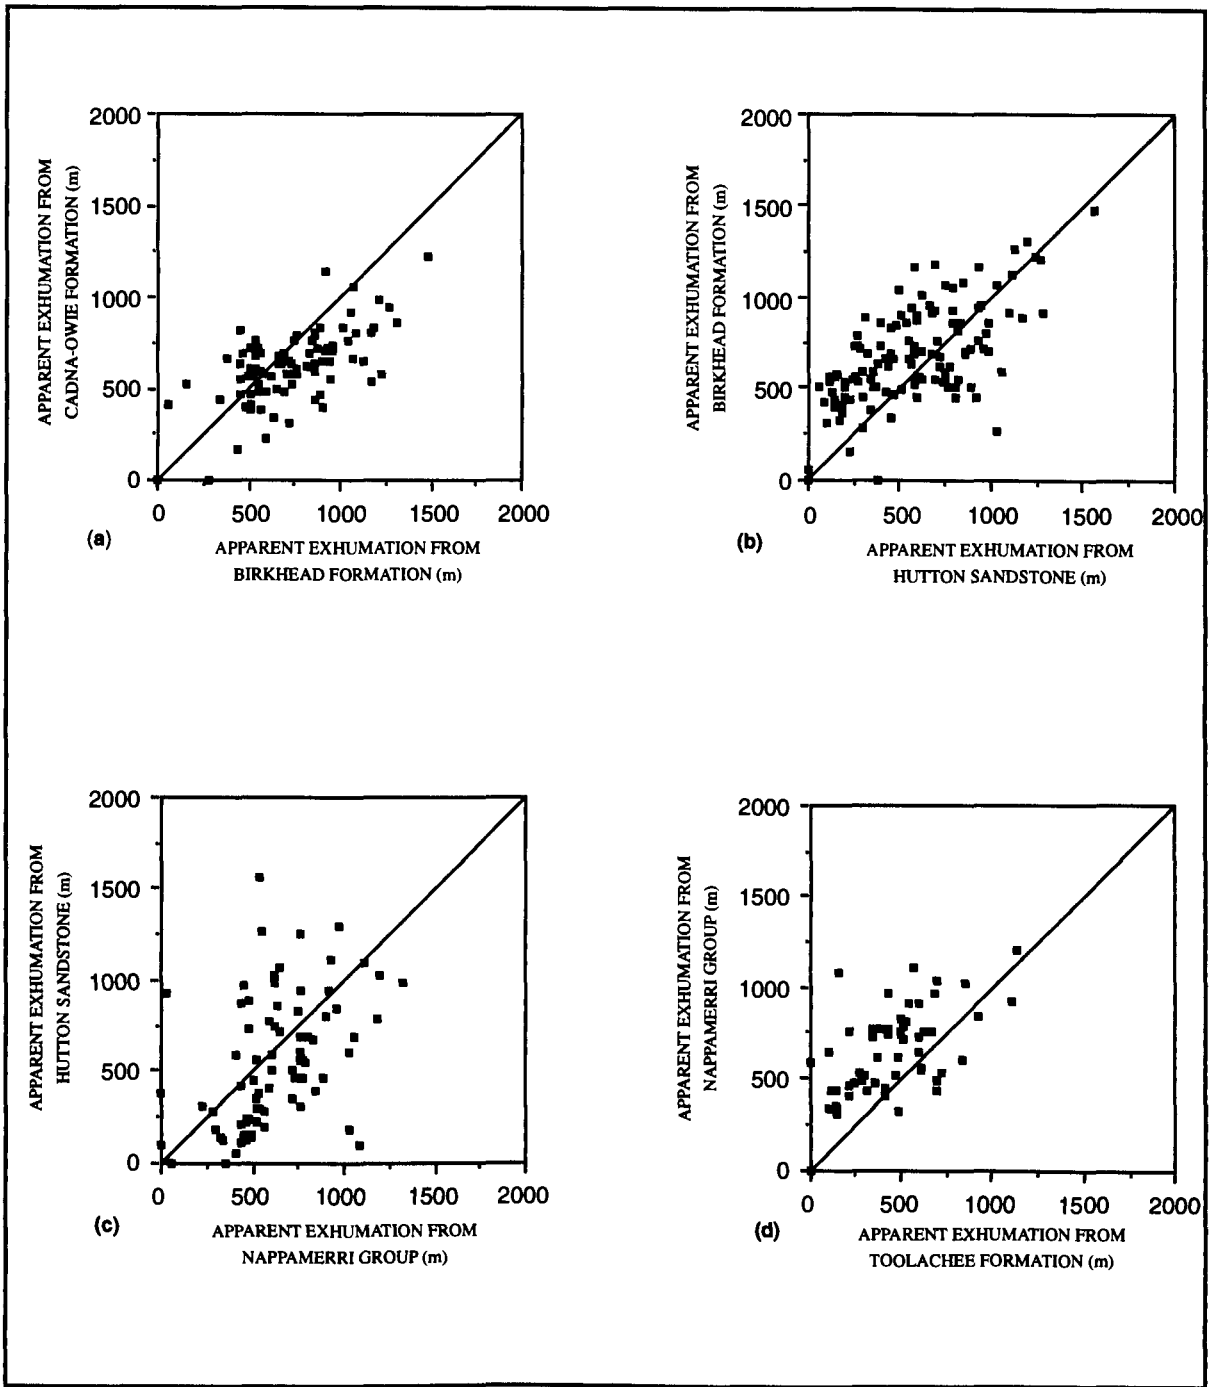 2000
1500
1000
500
0
APPARENT EXHUMATION FROM
CADNA-OWIE FORMATION (m)
0 500 1000 1500 2000
(a)
APPARENT EXHUMATION FROM
BIRKHEAD FORMATION (m)
2000
1500
1000
500
0
APPARENT EXHUMATION FROM
BIRKHEAD FORMATION (m)
0 500 1000 1500 2000
(b)
APPARENT EXHUMATION FROM
HUTTON SANDSTONE (m)
2000
1500
1000
500
0
APPARENT EXHUMATION FROM
HUTTON SANDSTONE (m)
0 500 1000 1500 2000
(c)
APPARENT EXHUMATION FROM
NAPPAMERRI GROUP (m)
2000
1500
1000
500
0
APPARENT EXHUMATION FROM
NAPPAMERRI GROUP (m)
0 500 1000 1500 2000
(d)
APPARENT EXHUMATION FROM
TOOLACHEE FORMATION (m)